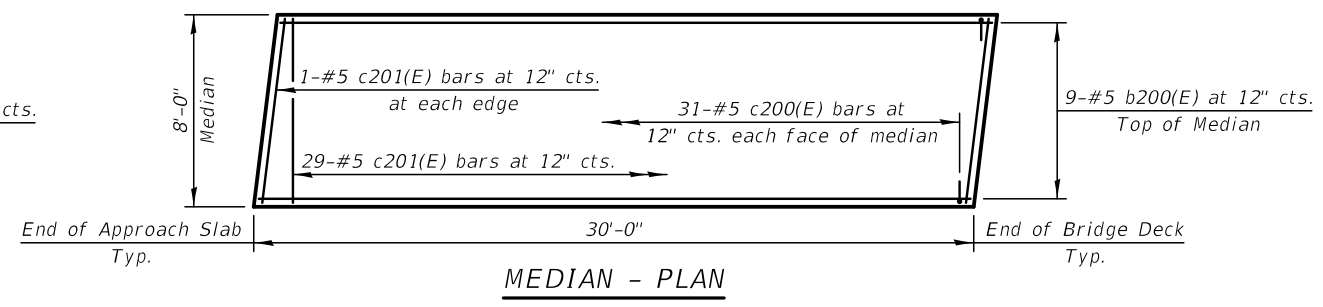 cts.
8'-0"
Median
1-#5 c201(E) bars at 12" cts.
at each edge
31-#5 c200(E) bars at
12" cts. each face of median
29-#5 c201(E) bars at 12" cts.
9-#5 b200(E) at 12" cts.
Top of Median
End of Approach Slab
Typ.
30'-0"
End of Bridge Deck
Typ.
MEDIAN - PLAN